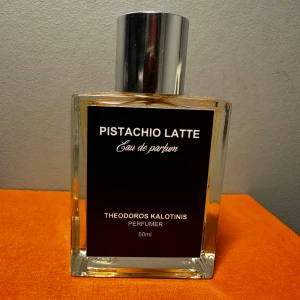 PISTACHIO LATTE
Eau de parfum
THEODOROS KALOTINIS
PERFUMER
50ml